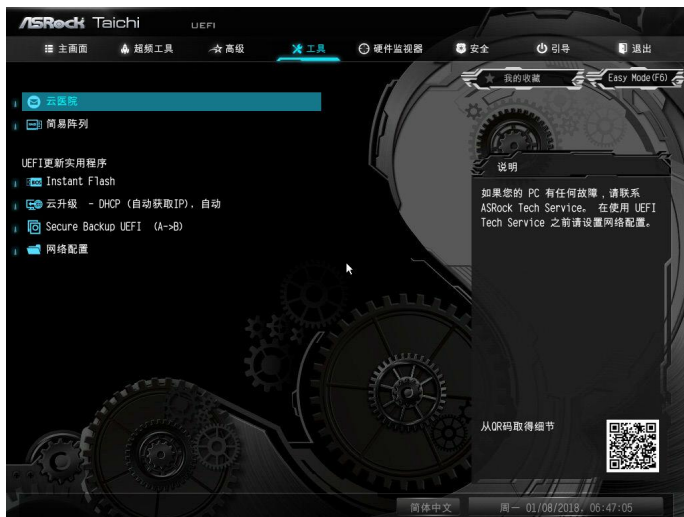 ASRock Taichi UEFI
主画面 超频工具 高级 工具 硬件监视器 安全 引导 退出
我的收藏 Easy Mode(F6)
云医院
简易阵列
UEFI更新实用程序
Instant Flash
云升级 - DHCP (自动获取IP), 自动
Secure Backup UEFI (A->B)
网络配置
说明
如果您的 PC 有任何故障，请联系
ASRock Tech Service。 在使用 UEFI
Tech Service 之前请设置网络配置。
从QR码取得细节
简体中文 周一 01/08/2018, 06:47:05